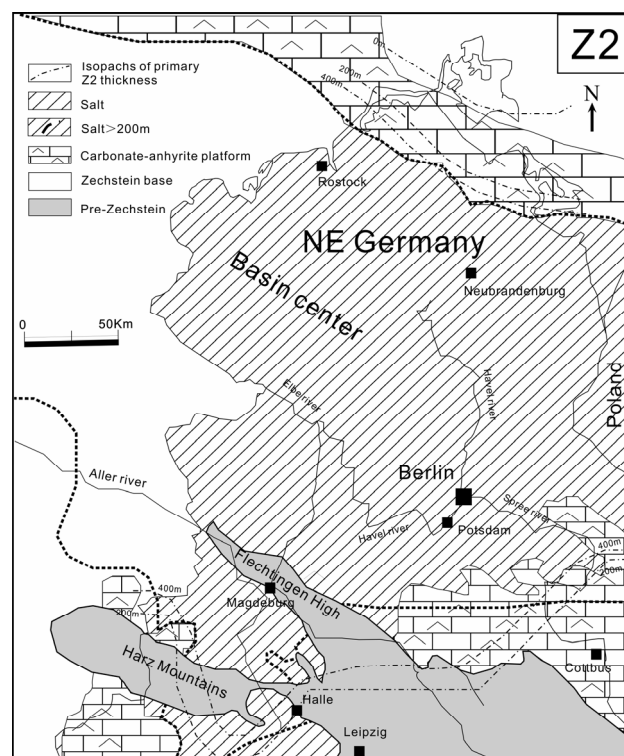 Z2
Isopachs of primary
Z2 thickness
Salt
Salt>200m
Carbonate-anhyrite platform
Zechstein base
Pre-Zechstein
0m
200m
400m
N
Rostock
NE Germany
Basin center
Neubrandenburg
0 50Km
Elbe river
Havel river
Poland
Aller river
Berlin
Sprae river
Havel river
Potsdam
400m
Flechtingen High
400m
Magdeburg
Harz Mountains
Cottbus
Halle
Leipzig